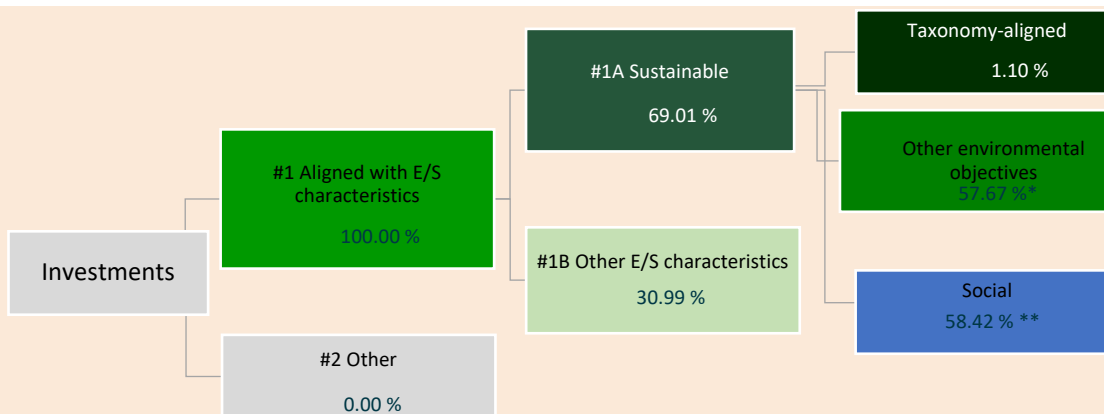 Investments
#1 Aligned with E/S
characteristics
100.00 %
#2 Other
0.00 %
#1A Sustainable
69.01 %
#1B Other E/S characteristics
30.99 %
Taxonomy-aligned
1.10 %
Other environmental
objectives
57.67 %*
Social
58.42 % **